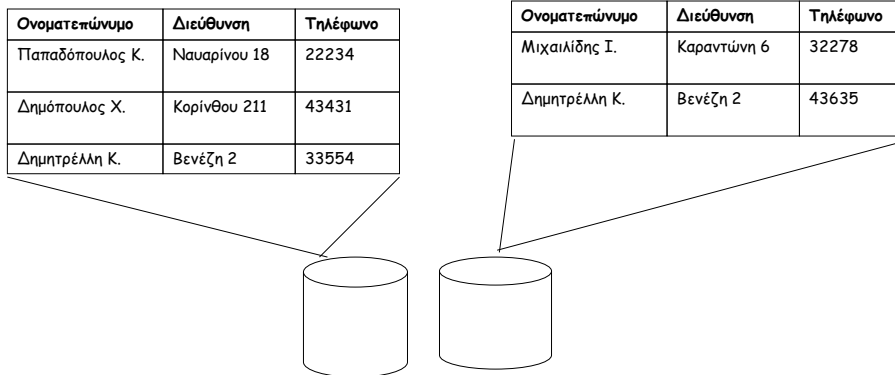 Ονοματεπώνυμο Διεύθυνση Τηλέφωνο
Παπαδόπουλος Κ. Ναυαρίνου 18 22234
Δημόπουλος Χ. Κορίνθου 211 43431
Δημητρέλλη Κ. Βενέζη 2 33554
Ονοματεπώνυμο Διεύθυνση Τηλέφωνο
Μιχαιλίδης Ι. Καραντώνη 6 32278
Δημητρέλλη Κ. Βενέζη 2 43635